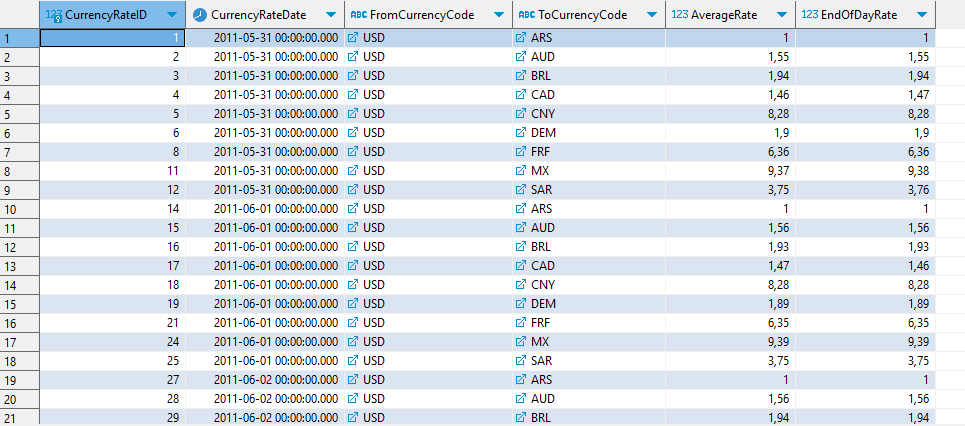 123 CurrencyRateID CurrencyRateDate ABC FromCurrencyCode ABC ToCurrencyCode 123 AverageRate 123 EndOfDayRate
1 1 2011-05-31 00:00:00.000 USD ARS 1 1
2 2 2011-05-31 00:00:00.000 USD AUD 1,55 1,55
3 3 2011-05-31 00:00:00.000 USD BRL 1,94 1,94
4 4 2011-05-31 00:00:00.000 USD CAD 1,46 1,47
5 5 2011-05-31 00:00:00.000 USD CNY 8,28 8,28
6 6 2011-05-31 00:00:00.000 USD DEM 1,9 1,9
7 8 2011-05-31 00:00:00.000 USD FRF 6,36 6,36
8 11 2011-05-31 00:00:00.000 USD MX 9,37 9,38
9 12 2011-05-31 00:00:00.000 USD SAR 3,75 3,76
10 14 2011-06-01 00:00:00.000 USD ARS 1 1
11 15 2011-06-01 00:00:00.000 USD AUD 1,56 1,56
12 16 2011-06-01 00:00:00.000 USD BRL 1,93 1,93
13 17 2011-06-01 00:00:00.000 USD CAD 1,47 1,46
14 18 2011-06-01 00:00:00.000 USD CNY 8,28 8,28
15 19 2011-06-01 00:00:00.000 USD DEM 1,89 1,89
16 21 2011-06-01 00:00:00.000 USD FRF 6,35 6,35
17 24 2011-06-01 00:00:00.000 USD MX 9,39 9,39
18 25 2011-06-01 00:00:00.000 USD SAR 3,75 3,75
19 27 2011-06-02 00:00:00.000 USD ARS 1 1
20 28 2011-06-02 00:00:00.000 USD AUD 1,56 1,56
21 29 2011-06-02 00:00:00.000 USD BRL 1,94 1,94